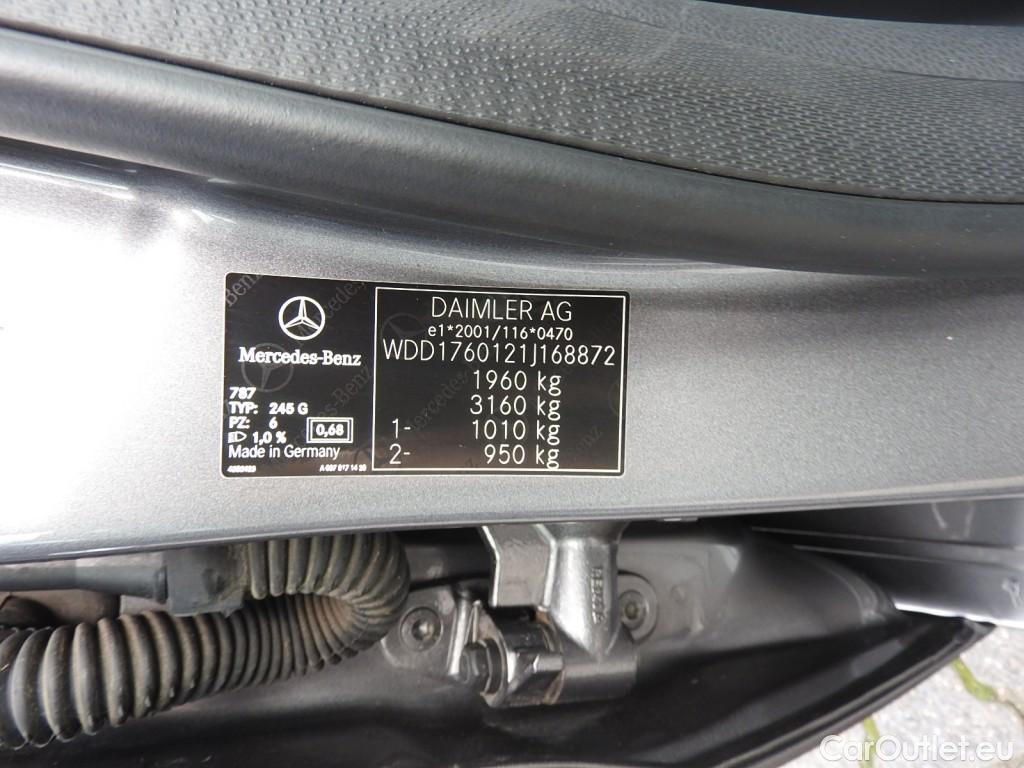 Mercedes-Benz
787
TYP: 245 G
PZ: 6
1,0 % 0,68
Made in Germany
DAIMLER AG
e1*2001/116*0470
WDD1760121J168872
1960 kg
3160 kg
1- 1010 kg
2- 950 kg
CarOutlet.eu